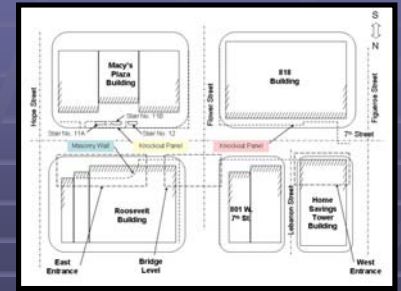 S
N
Macy's
Plaza
Building
818
Building
Hope Street
Flower Street
Figueroa Street
Stair No. 11B
Stair No. 11A
Stair No. 12
7th Street
Masonry Wall
Knockout Panel
Knockout Panel
Roosevelt
Building
801 W.
7th St
Lebanon Street
Home
Savings
Tower
Building
East
Entrance
Bridge
Level
West
Entrance